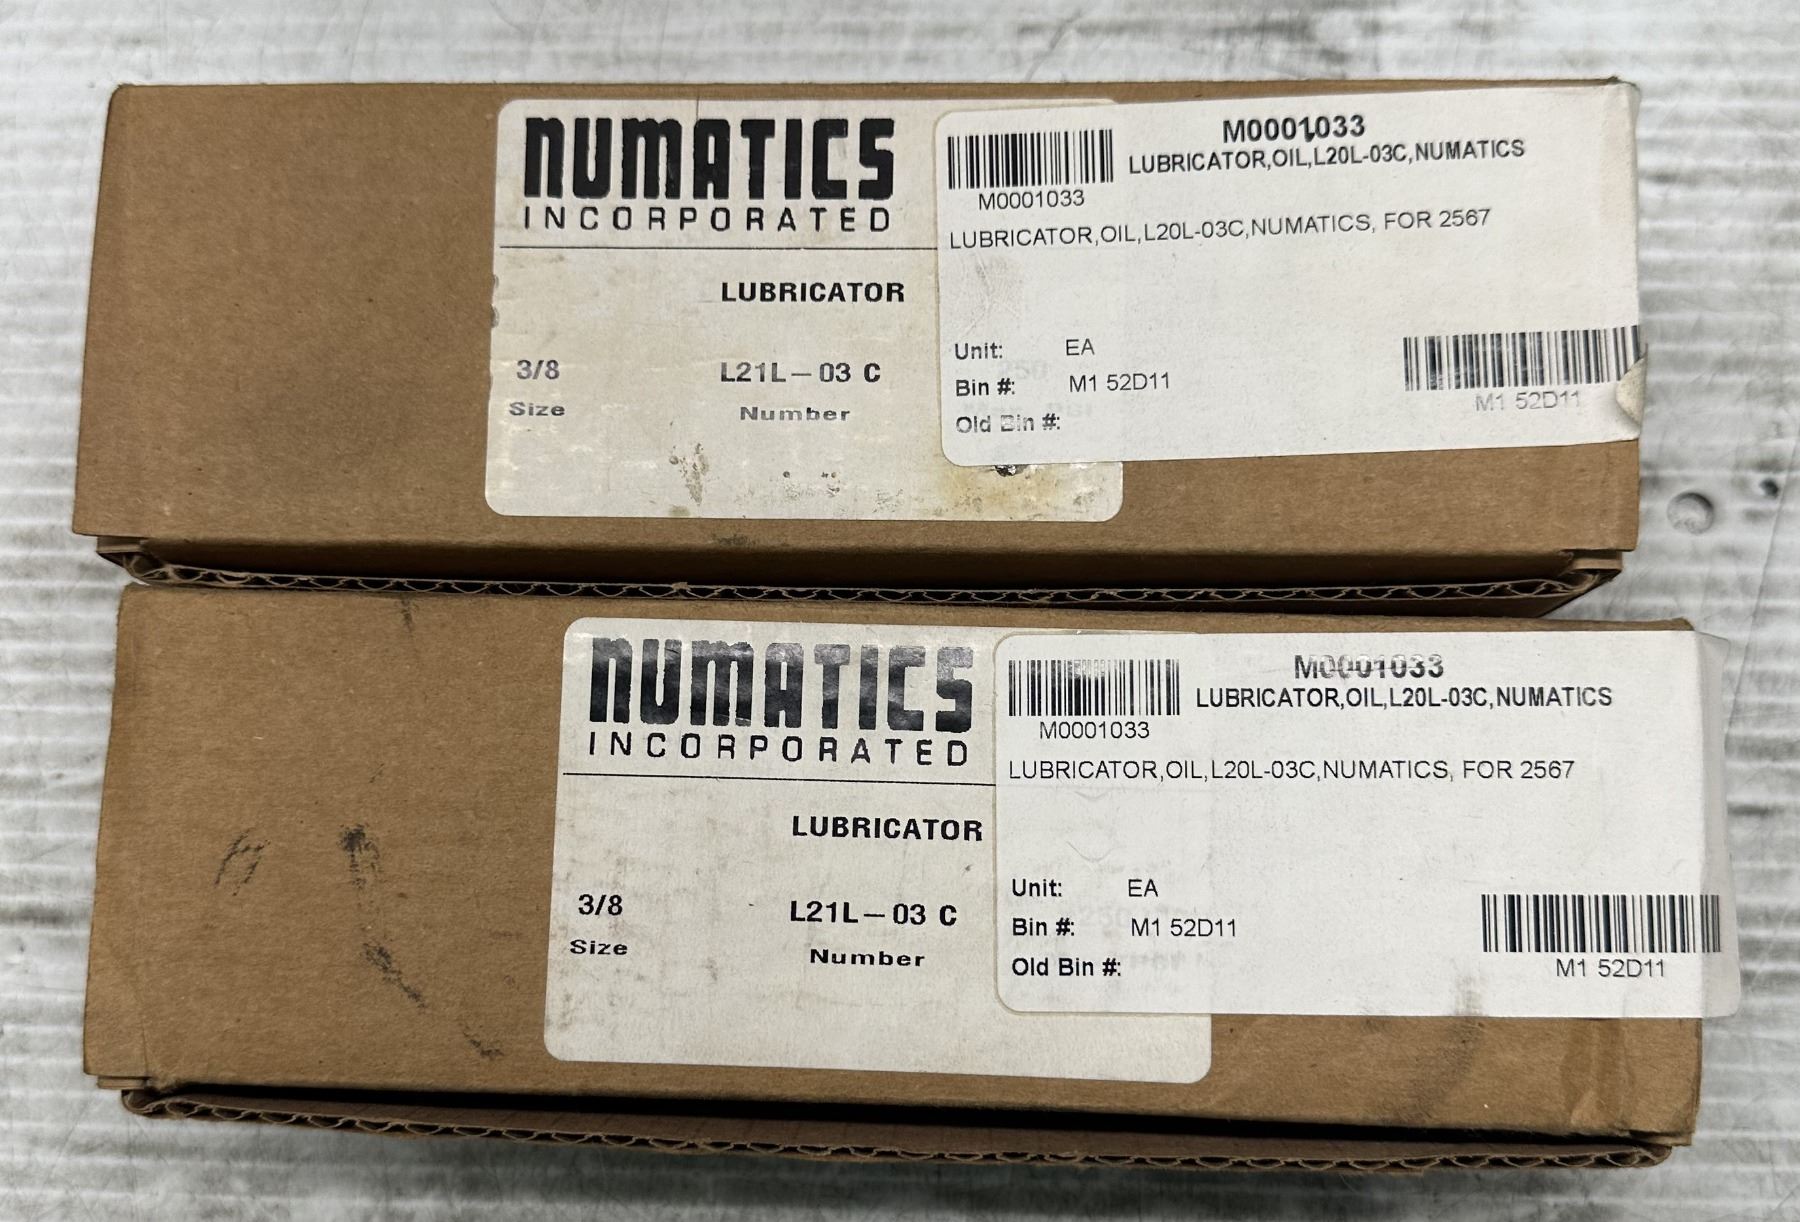 NUMATICS
INCORPORATED
LUBRICATOR
3/8
L21L-03 C
Size
Number
M0001033
LUBRICATOR,OIL,L20L-03C,NUMATICS
M0001033
LUBRICATOR,OIL,L20L-03C,NUMATICS, FOR 2567
Unit: EA
Bin #: M1 52D11
Old Bin #:
M1 52D11
NUMATICS
INCORPORATED
LUBRICATOR
3/8
L21L-03 C
Size
Number
M0001033
LUBRICATOR,OIL,L20L-03C,NUMATICS
M0001033
LUBRICATOR,OIL,L20L-03C,NUMATICS, FOR 2567
Unit: EA
Bin #: M1 52D11
Old Bin #:
M1 52D11